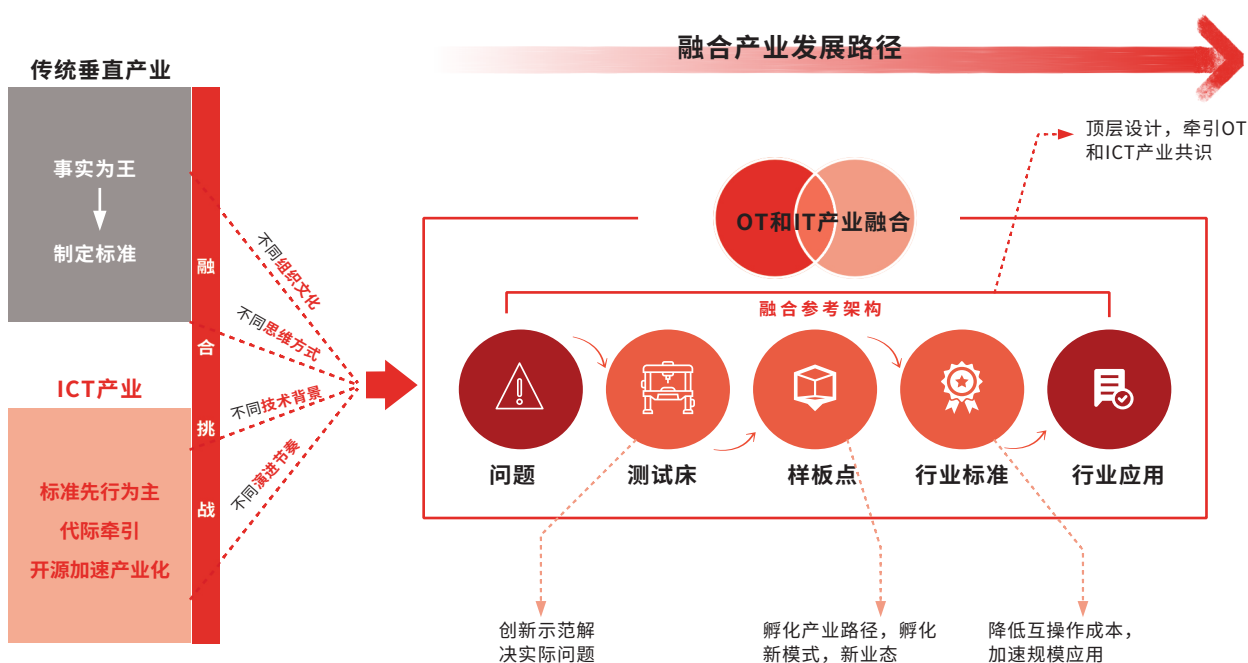 融合产业发展路径
传统垂直产业
事实为王
制定标准
ICT产业
标准先行为主
代际牵引
开源加速产业化
融
合
挑
战
不同组织文化
不同思维方式
不同技术背景
不同演进节奏
顶层设计，牵引OT
和ICT产业共识
OT和IT产业融合
融合参考架构
问题
测试床
样板点
行业标准
行业应用
创新示范解
决实际问题
孵化产业路径，孵化
新模式，新业态
降低互操作成本，
加速规模应用